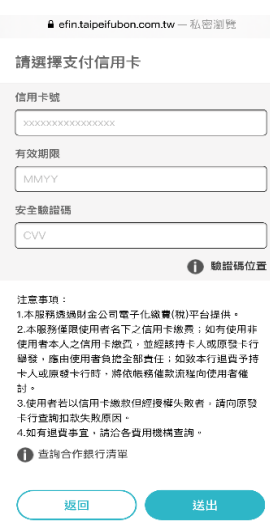 efin.taipeifubon.com.tw — 私密瀏覽
請選擇支付信用卡
信用卡號
xxxxxxxxxxxxxxxx
有效期限
MMYY
安全驗證碼
CVV
驗證碼位置
注意事項：
1.本服務透過財金公司電子化繳費(稅)平台提供。
2.本服務僅限使用者名下之信用卡繳費；如有使用非
使用者本人之信用卡繳費，並經該持卡人或原發卡行
舉發，應由使用者負擔全部責任；如致本行退費予持
卡人或原發卡行時，將依帳務催款流程向使用者催
討。
3.使用者若以信用卡繳款但經授權失敗者，請向原發
卡行查詢扣款失敗原因。
4.如有退費事宜，請洽各費用機構查詢。
查詢合作銀行清單
返回
送出